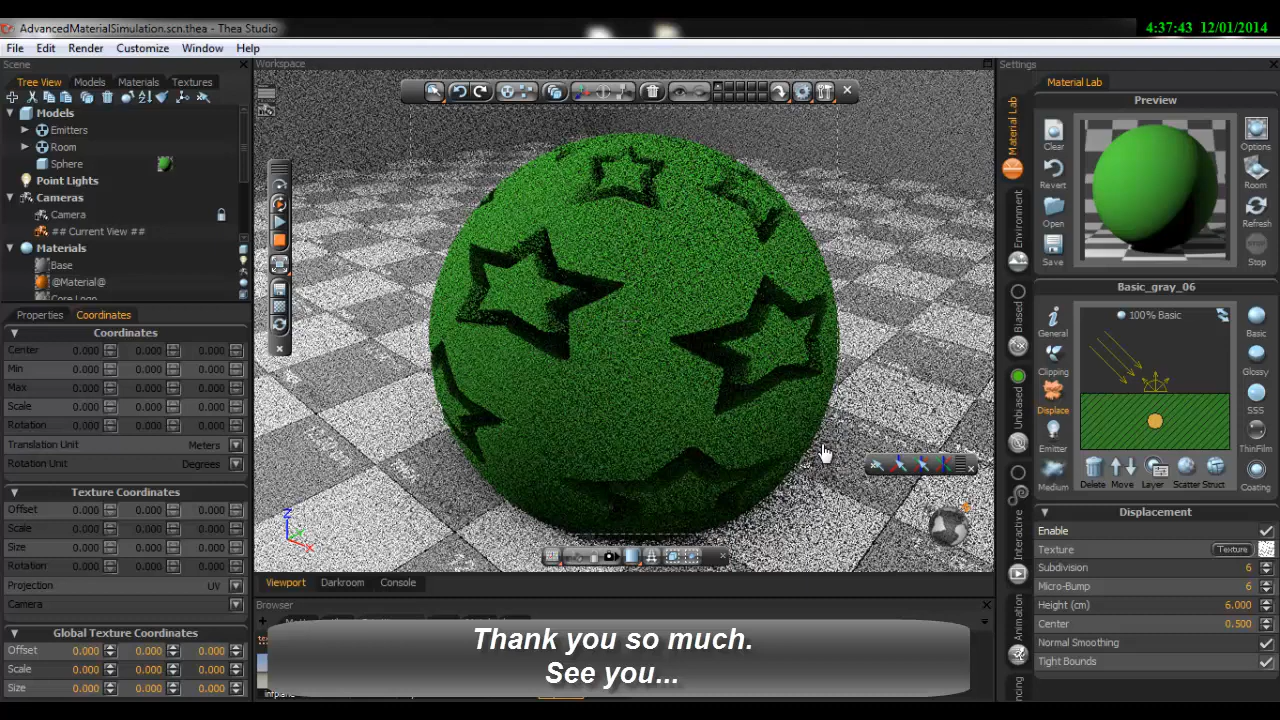 AdvancedMaterialSimulation.scn.thea - Thea Studio
4:37:43 12/01/2014
File Edit Render Customize Window Help
Scene
Workspace
Settings
Tree View Models Materials Textures
Models
Emitters
Room
Sphere
Point Lights
Cameras
Camera
## Current View ##
Materials
Base
@Material@
Properties Coordinates
Coordinates
Center 0.000 0.000 0.000
Min 0.000 0.000 0.000
Max 0.000 0.000 0.000
Scale 0.000 0.000 0.000
Rotation 0.000 0.000 0.000
Translation Unit Meters
Rotation Unit Degrees
Texture Coordinates
Offset 0.000 0.000 0.000
Scale 0.000 0.000 0.000
Size 0.000 0.000 0.000
Rotation 0.000 0.000 0.000
Projection UV
Camera
Global Texture Coordinates
Offset 0.000 0.000 0.000
Scale 0.000 0.000 0.000
Size 0.000 0.000 0.000
Z
X
Viewport Darkroom Console
Browser
Thank you so much.
See you...
Material Lab
Material Lab
Environment
Biased
Unbiased
Interactive
Animation
Preview
Clear
Revert
Open
Save
Options
Room
Refresh
Stop
Basic_gray_06
100% Basic
General
Clipping
Displace
Emitter
Medium
Basic
Glossy
SSS
ThinFilm
Coating
Delete Move Layer Scatter Struct
Displacement
Enable
Texture Texture
Subdivision 6
Micro-Bump 6
Height (cm) 6.000
Center 0.500
Normal Smoothing
Tight Bounds